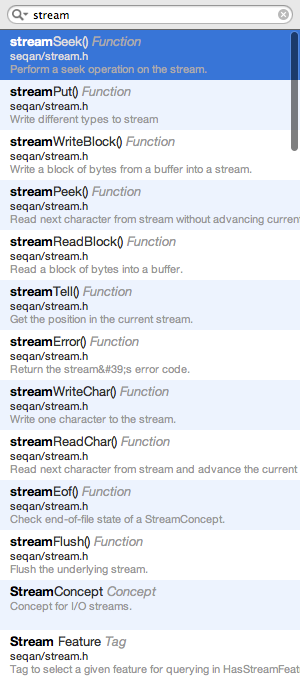 stream
streamSeek() Function
seqan/stream.h
Perform a seek operation on the stream.
streamPut() Function
seqan/stream.h
Write different types to stream
streamWriteBlock() Function
seqan/stream.h
Write a block of bytes from a buffer into a stream.
streamPeek() Function
seqan/stream.h
Read next character from stream without advancing current
streamReadBlock() Function
seqan/stream.h
Read a block of bytes into a buffer.
streamTell() Function
seqan/stream.h
Get the position in the current stream.
streamError() Function
seqan/stream.h
Return the stream&#39;s error code.
streamWriteChar() Function
seqan/stream.h
Write one character to the stream.
streamReadChar() Function
seqan/stream.h
Read next character from stream and advance the current
streamEof() Function
seqan/stream.h
Check end-of-file state of a StreamConcept.
streamFlush() Function
seqan/stream.h
Flush the underlying stream.
StreamConcept Concept
Concept for I/O streams.
Stream Feature Tag
seqan/stream.h
Tag to select a given feature for querying in HasStreamFeat